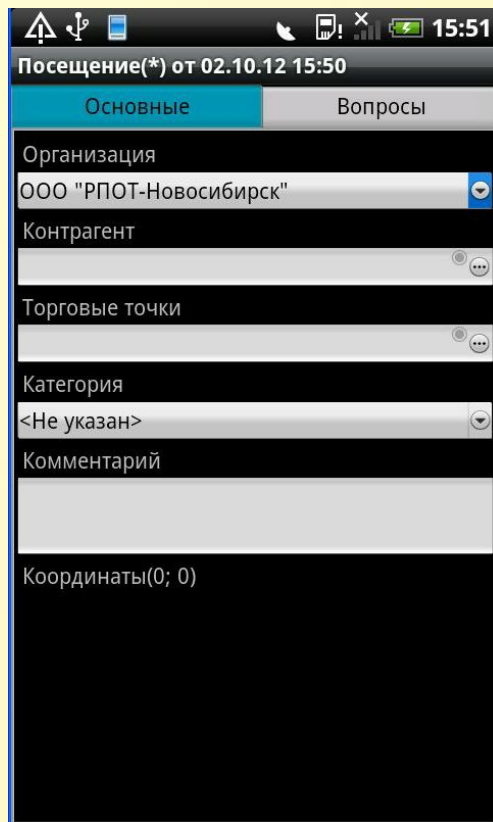 15:51
Посещение(*) от 02.10.12 15:50
Основные Вопросы
Организация
ООО "РПОТ-Новосибирск"
Контрагент
Торговые точки
Категория
<Не указан>
Комментарий
Координаты(0; 0)